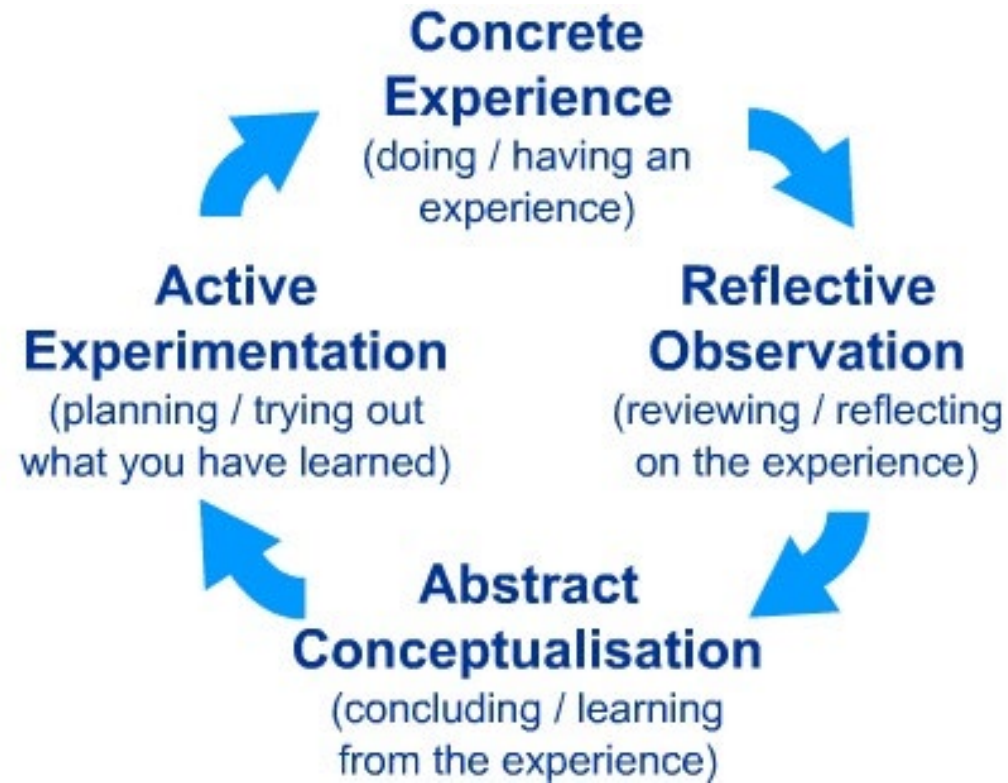 Concrete
Experience
(doing / having an
experience)
Reflective
Observation
(reviewing / reflecting
on the experience)
Abstract
Conceptualisation
(concluding / learning
from the experience)
Active
Experimentation
(planning / trying out
what you have learned)